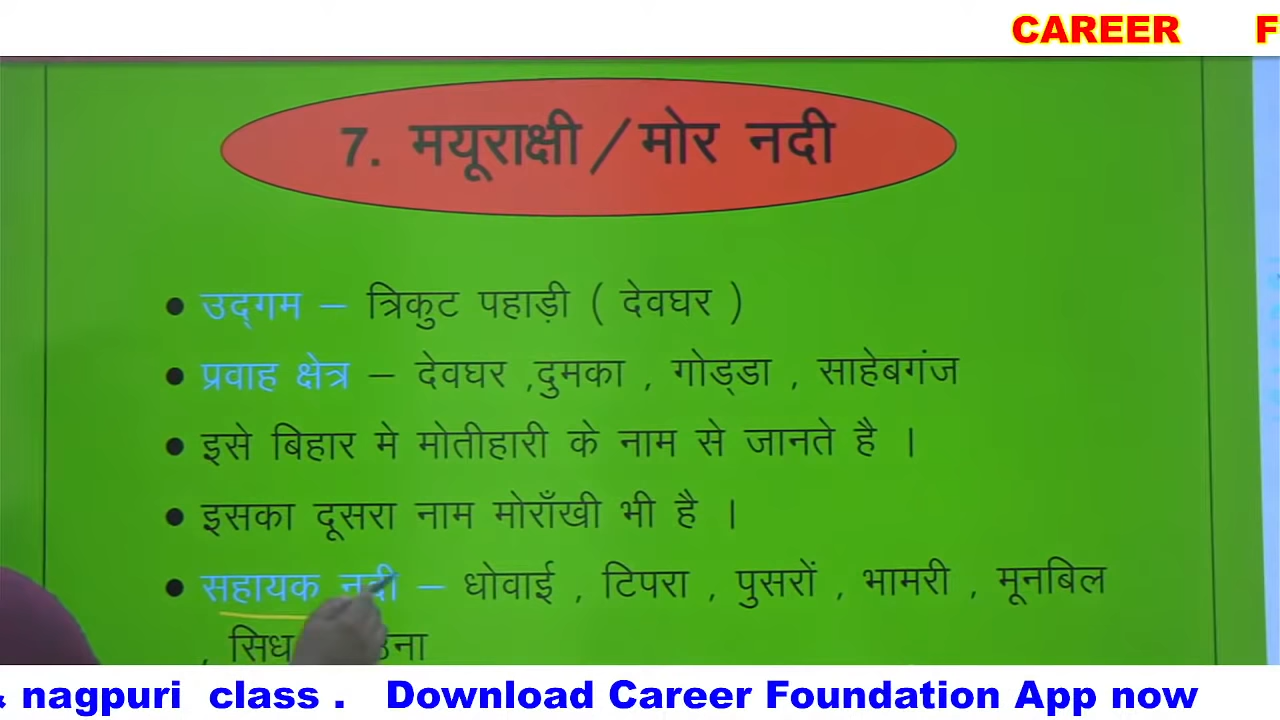 CAREER F
7. मयूराक्षी / मोर नदी
● उद्गम – त्रिकुट पहाड़ी ( देवघर )
● प्रवाह क्षेत्र – देवघर ,दुमका , गोड्डा , साहेबगंज
● इसे बिहार मे मोतीहारी के नाम से जानते है ।
● इसका दूसरा नाम मोराँखी भी है ।
● सहायक नदी – धोवाई , टिपरा , पुसरों , भामरी , मूनबिल
, सिध
& nagpuri class . Download Career Foundation App now